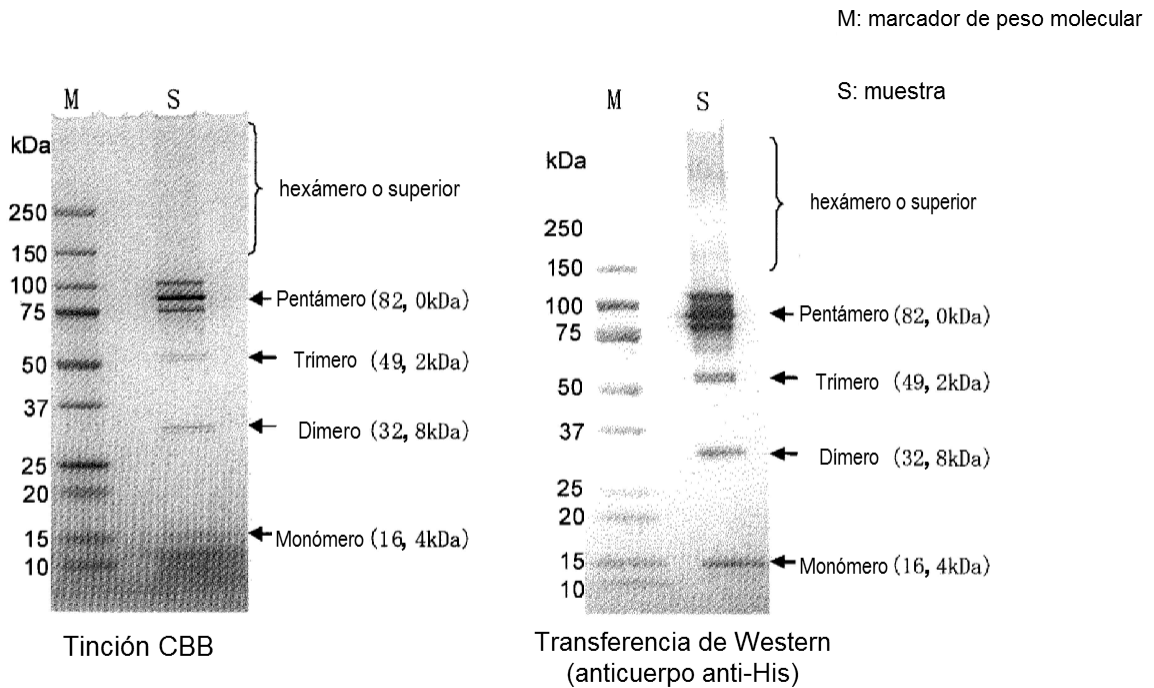 M: marcador de peso molecular
S: muestra
M S
kDa
250
150
100
75
50
37
25
20
15
10
hexámero o superior
Pentámero (82, 0kDa)
Trímero (49, 2kDa)
Dimero (32, 8kDa)
Monómero (16, 4kDa)
Tinción CBB
M S
kDa
250
150
100
75
50
37
25
20
15
10
hexámero o superior
Pentámero (82, 0kDa)
Trímero (49, 2kDa)
Dimero (32, 8kDa)
Monómero (16, 4kDa)
Transferencia de Western
(anticuerpo anti-His)